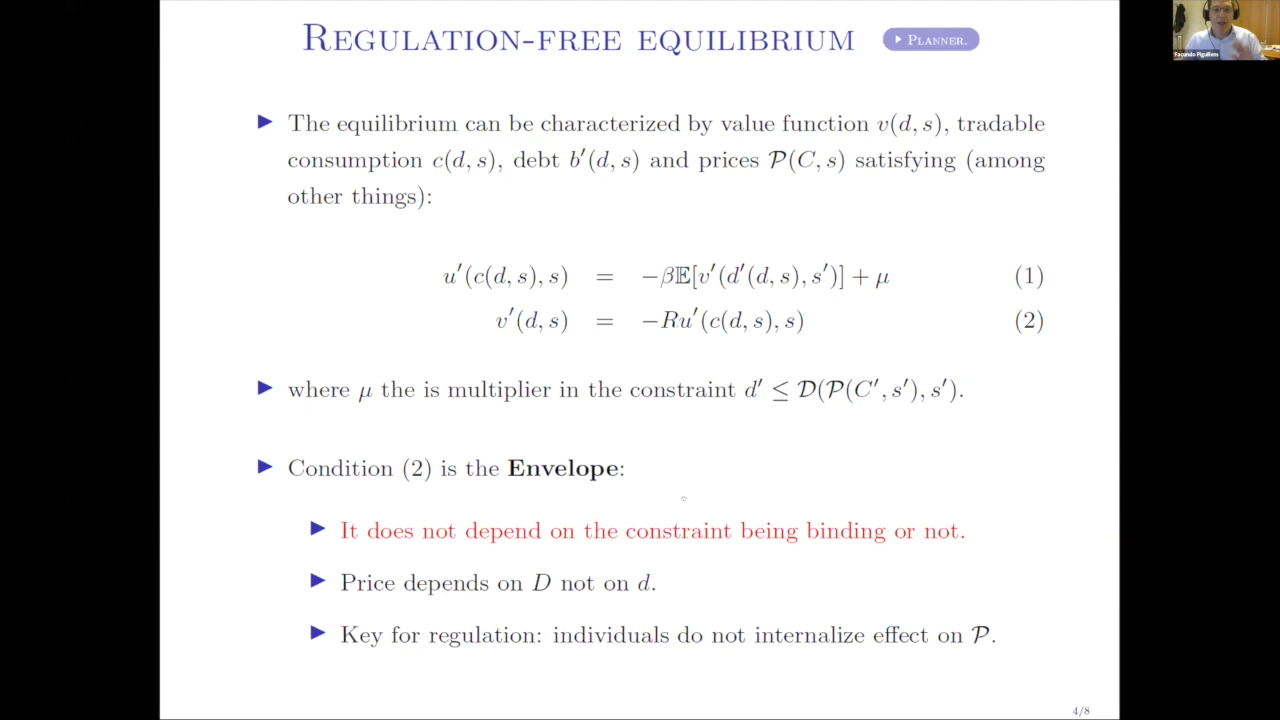 REGULATION-FREE EQUILIBRIUM
▸ PLANNER.
▶ The equilibrium can be characterized by value function v(d, s), tradable
consumption c(d, s), debt b′(d, s) and prices 𝒫(C, s) satisfying (among
other things):
u′(c(d, s), s) = −β𝔼[v′(d′(d, s), s′)] + μ (1)
v′(d, s) = −Ru′(c(d, s), s) (2)
▶ where μ the is multiplier in the constraint d′ ≤ 𝒟(𝒫(C′, s′), s′).
▶ Condition (2) is the Envelope:
▶ It does not depend on the constraint being binding or not.
▶ Price depends on D not on d.
▶ Key for regulation: individuals do not internalize effect on 𝒫.
4/8
Facundo Piguillem